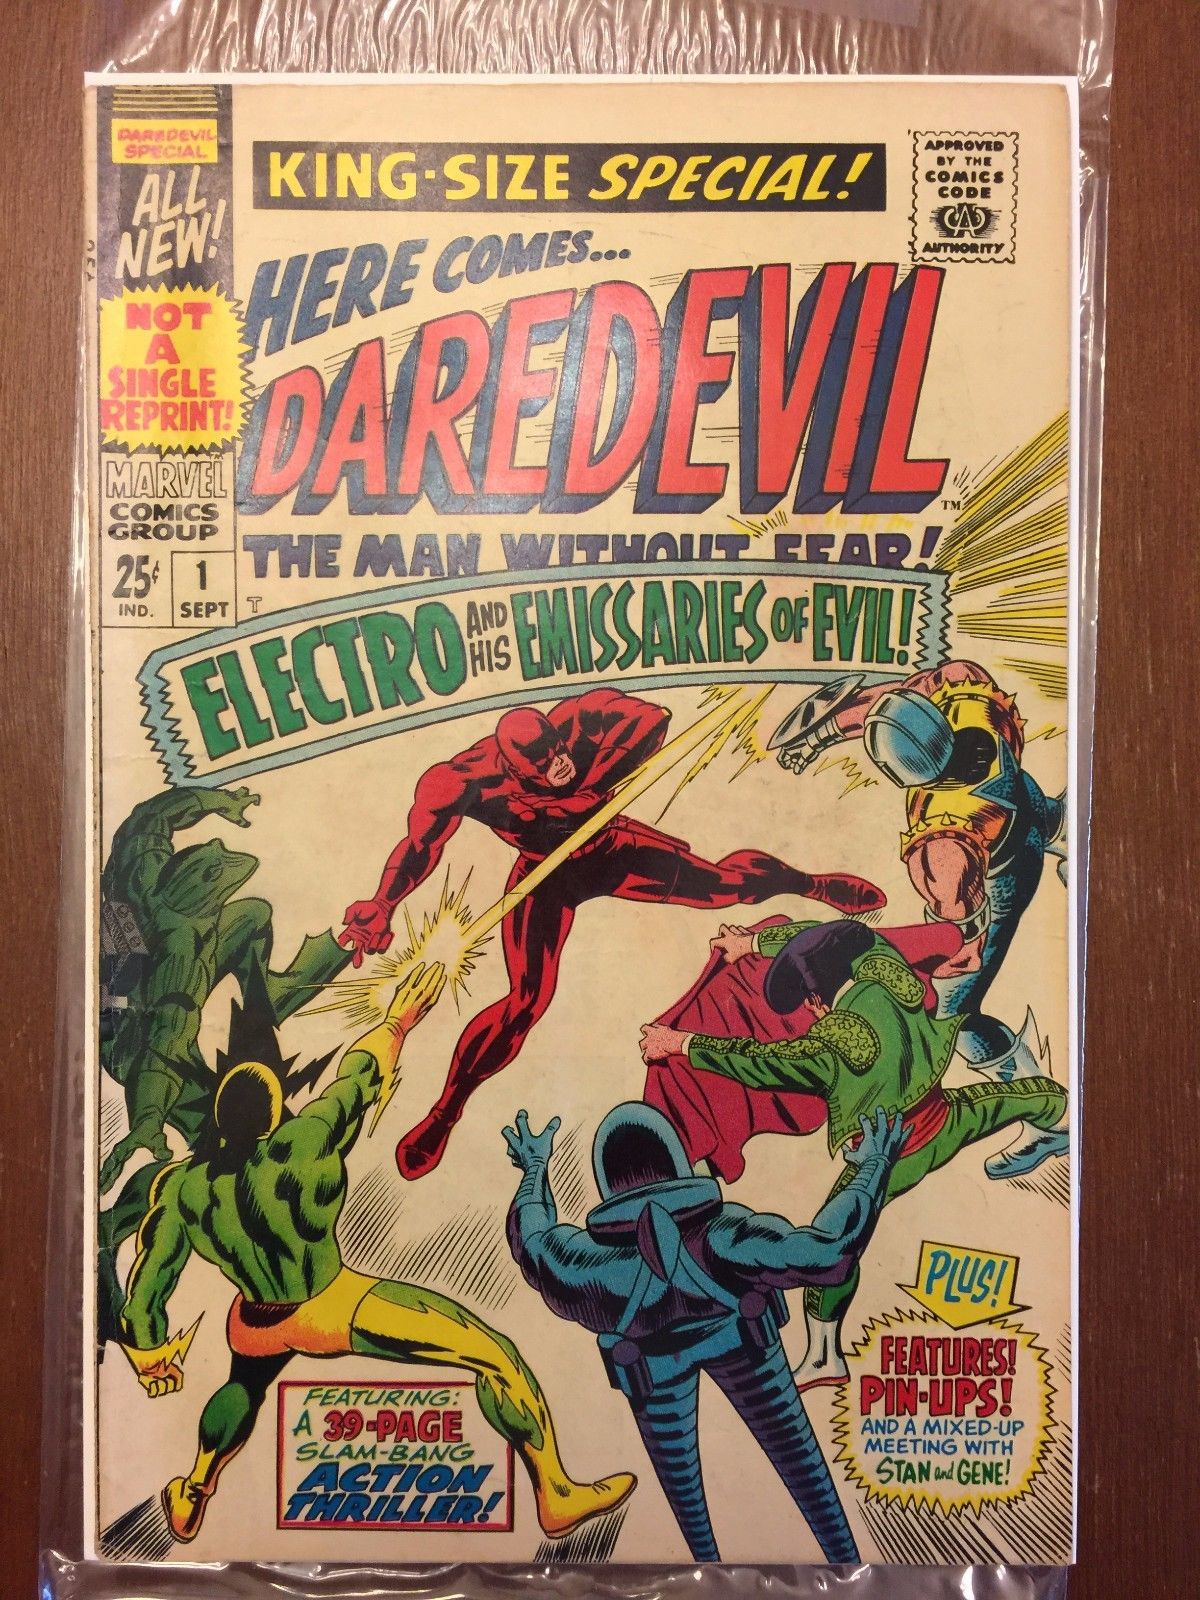 DAREDEVIL
SPECIAL
ALL
NEW!
NOT
A
SINGLE
REPRINT!
MARVEL
COMICS
GROUP
25¢
IND.
1
SEPT
KING-SIZE SPECIAL!
APPROVED
BY THE
COMICS
CODE
CA
AUTHORITY
HERE COMES...
DAREDEVIL
TM
THE MAN WITHOUT FEAR!
T
ELECTRO AND HIS EMISSARIES OF EVIL!
PLUS!
FEATURES!
PIN-UPS!
AND A MIXED-UP
MEETING WITH
STAN and GENE!
FEATURING:
A 39-PAGE
SLAM-BANG
ACTION
THRILLER!